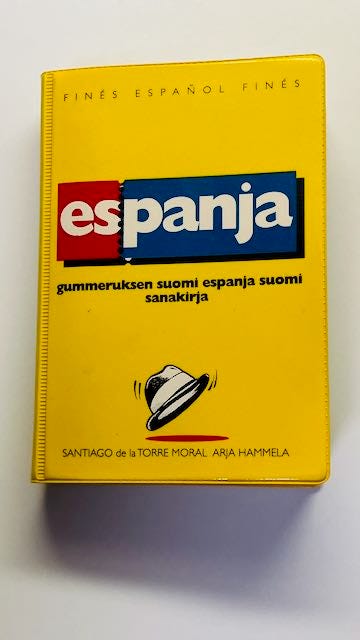 FINÉS ESPAÑOL FINÉS
espanja
gummeruksen suomi espanja suomi
sanakirja
SANTIAGO de la TORRE MORAL ARJA HAMMELA